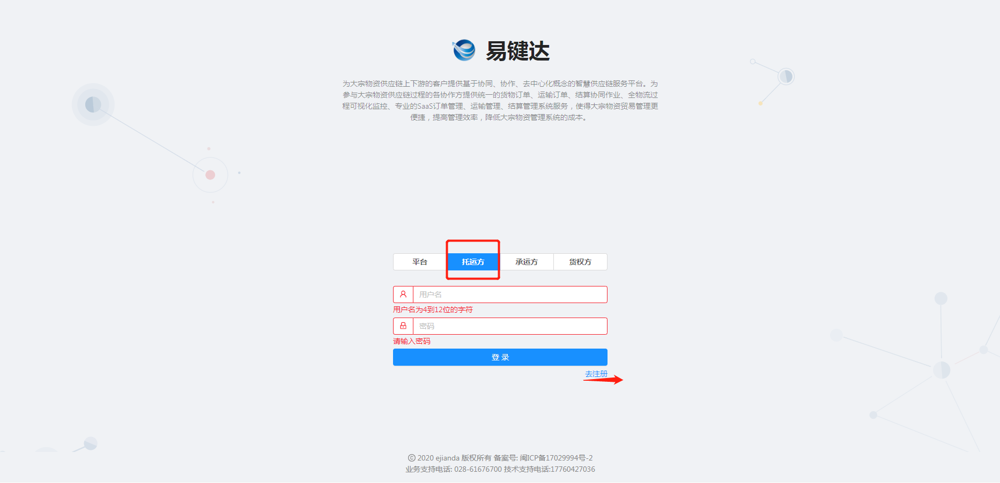 易键达
为大宗物资供应链上下游的客户提供基于协同、协作、去中心化概念的智慧供应链服务平台。为
参与大宗物资供应链过程的各协作方提供统一的货物订单、运输订单、结算协同作业、全物流过
程可视化监控、专业的SaaS订单管理、运输管理、结算管理系统服务，使得大宗物资贸易管理更
便捷，提高管理效率，降低大宗物资管理系统的成本。
平台 托运方 承运方 货权方
用户名
用户名为4到12位的字符
密码
请输入密码
登 录
去注册
© 2020 ejianda 版权所有 备案号: 闽ICP备17029994号-2
业务支持电话: 028-61676700 技术支持电话:17760427036